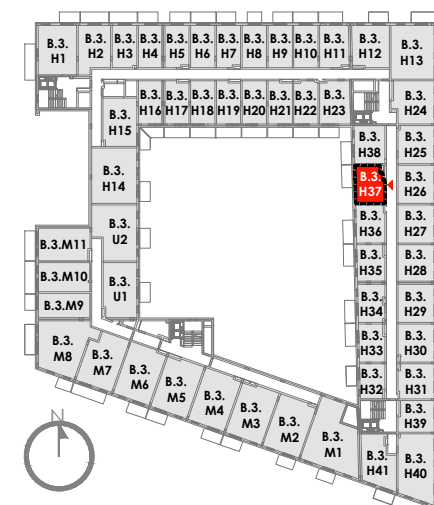 B.3. B.3. B.3. B.3. B.3. B.3. B.3. B.3. B.3. B.3. B.3. B.3. B.3.
H1 H2 H3 H4 H5 H6 H7 H8 H9 H10 H11 H12 H13
B.3. B.3. B.3. B.3. B.3. B.3. B.3. B.3. B.3.
H16 H17 H18 H19 H20 H21 H22 H23 H24
B.3.
H15
B.3. B.3.
H38 H25
B.3.
H14
B.3. B.3.
H37 H26
B.3.
U2
B.3. B.3.
H36 H27
B.3.M11
B.3. B.3.
H35 H28
B.3.M10
B.3.
U1
B.3. B.3.
H34 H29
B.3.M9
B.3. B.3.
H33 H30
B.3.
M8
B.3.
M7
B.3.
M6
B.3.
M5
B.3.
M4
B.3.
M3
B.3.
M2
B.3.
M1
B.3. B.3.
H32 H31
B.3.
H39
B.3. B.3.
H41 H40
N